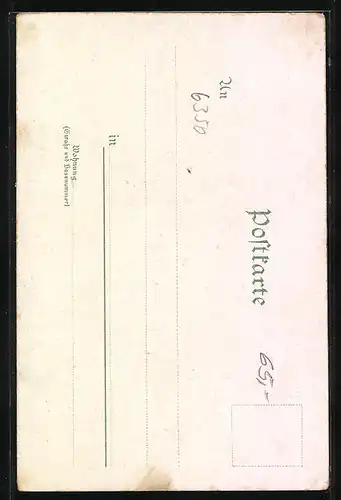 Postkarte
65,-
An
6350
in
Wohnung
(Straße und Hausnummer)